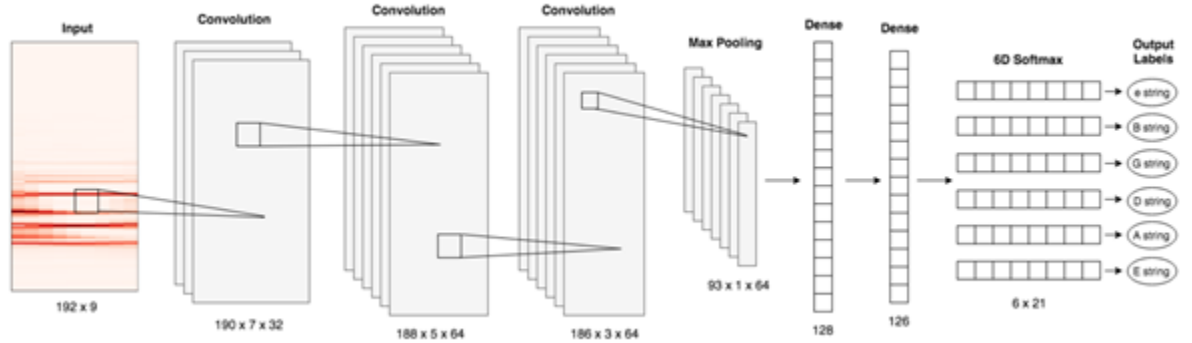 Input
Convolution
Convolution
Convolution
Max Pooling
Dense
Dense
6D Softmax
Output
Labels
e string
B string
G string
D string
A string
E string
192 x 9
190 x 7 x 32
188 x 5 x 64
186 x 3 x 64
93 x 1 x 64
128
126
6 x 21